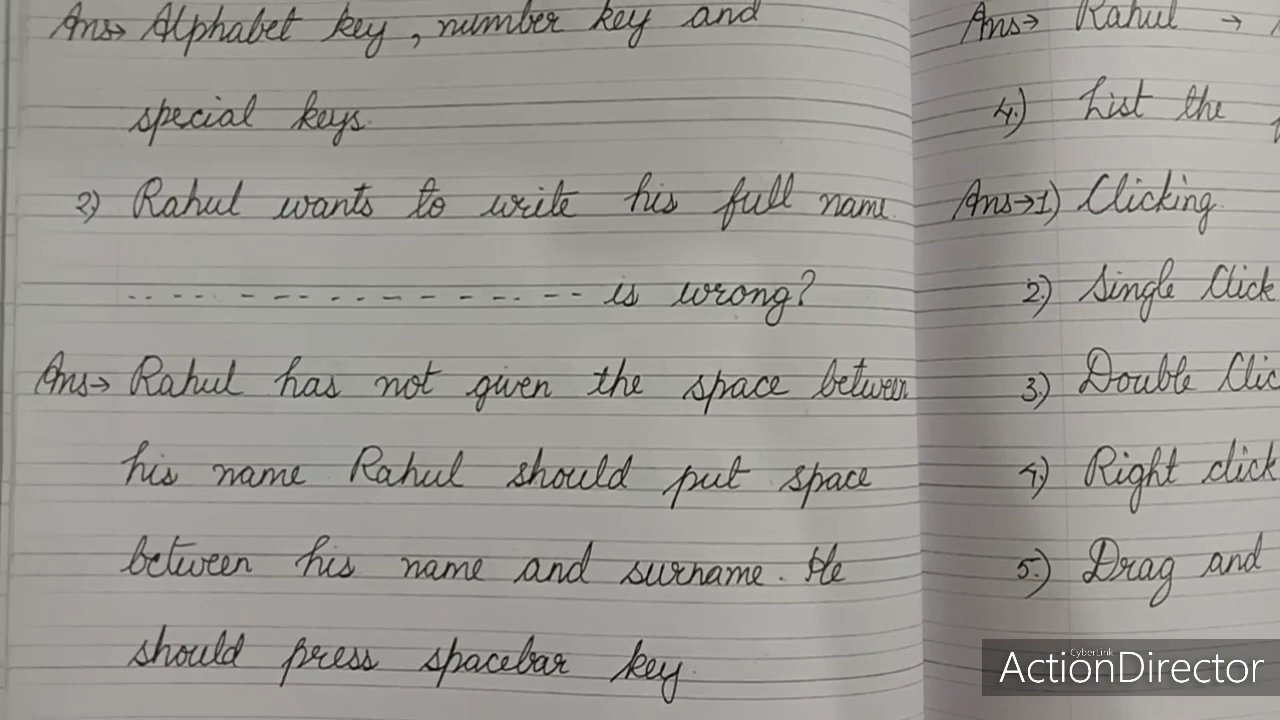 Ans→ Alphabet key, number key and
special keys.
2) Rahul wants to write his full name
.. - - - - - - - - - - - - - - - is wrong?
Ans→ Rahul has not given the space between
his name Rahul should put space
between his name and surname. He
should press spacebar key.
Ans→ Rahul →
4.) List the
Ans→1) Clicking
2.) Single Click
3.) Double Clic
4.) Right click
5.) Drag and
CyberLink
ActionDirector